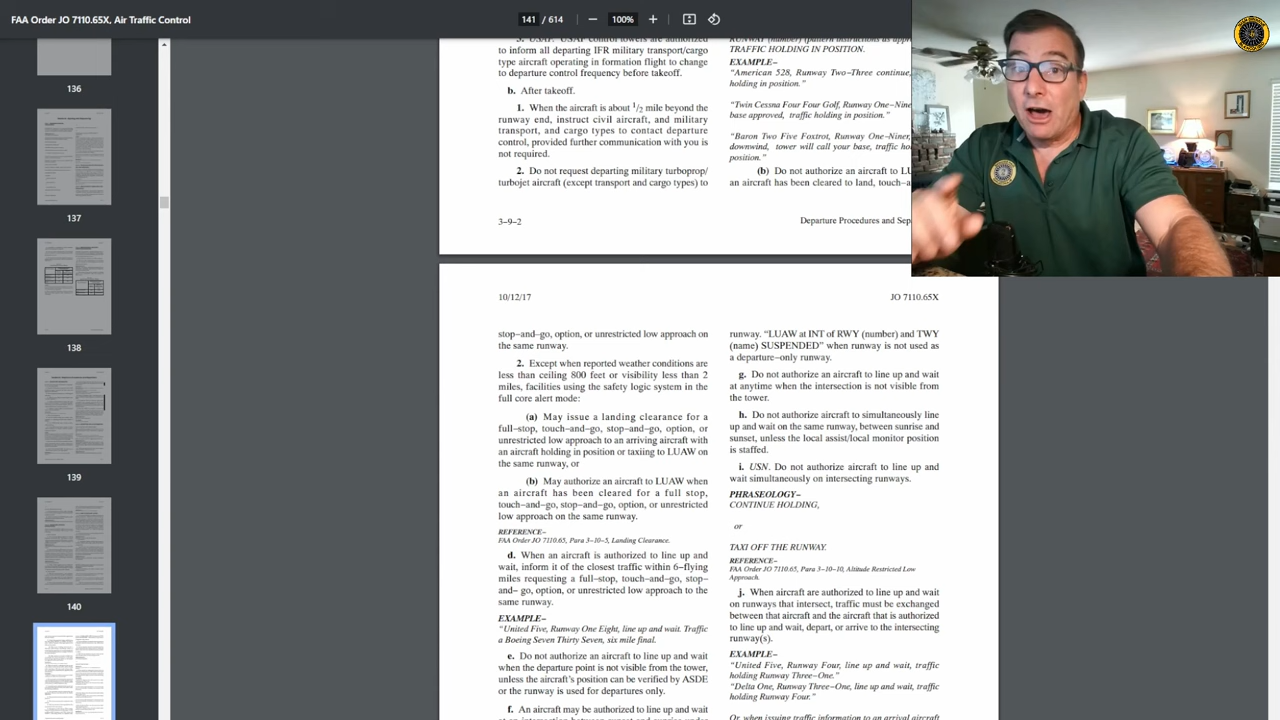 FAA Order JO 7110.65X, Air Traffic Control
141 / 614
100%
136
137
138
139
140
3. USAF. USAF control towers are authorized
to inform all departing IFR military transport/cargo
type aircraft operating in formation flight to change
to departure control frequency before takeoff.
b. After takeoff.
1. When the aircraft is about 1/2 mile beyond the
runway end, instruct civil aircraft, and military
transport, and cargo types to contact departure
control, provided further communication with you is
not required.
2. Do not request departing military turboprop/
turbojet aircraft (except transport and cargo types) to
3−9−2
RUNWAY (number) (pattern instructions as
TRAFFIC HOLDING IN POSITION.
EXAMPLE−
“American 528, Runway Two−Three continue,
holding in position.”
“Twin Cessna Four Four Golf, Runway One−Nine
base approved, traffic holding in position.”
“Baron Two Five Foxtrot, Runway One−Niner,
downwind, tower will call your base, traffic
position.”
(b) Do not authorize an aircraft to
an aircraft has been cleared to land,
Departure Procedures and
10/12/17
JO 7110.65X
stop−and−go, option, or unrestricted low approach on
the same runway.
2. Except when reported weather conditions are
less than ceiling 800 feet or visibility less than 2
miles, facilities using the safety logic system in the
full core alert mode:
(a) May issue a landing clearance for a
full−stop, touch−and−go, stop−and−go, option, or
unrestricted low approach to an arriving aircraft with
an aircraft holding in position or taxiing to LUAW on
the same runway, or
(b) May authorize an aircraft to LUAW when
an aircraft has been cleared for a full stop,
touch−and−go, stop−and−go, option, or unrestricted
low approach on the same runway.
REFERENCE−
FAA Order JO 7110.65, Para 3−10−5, Landing Clearance.
d. When an aircraft is authorized to line up and
wait, inform it of the closest traffic within 6−flying
miles requesting a full−stop, touch−and−go, stop−
and− go, option, or unrestricted low approach to the
same runway.
EXAMPLE−
“United Five, Runway One Eight, line up and wait. Traffic
a Boeing Seven Thirty Seven, six mile final.
e. Do not authorize an aircraft to line up and wait
when the departure point is not visible from the tower,
unless the aircraft’s position can be verified by ASDE
or the runway is used for departures only.
f. An aircraft may be authorized to line up and wait
runway. “LUAW at INT of RWY (number) and TWY
(name) SUSPENDED” when runway is not used as
a departure−only runway.
g. Do not authorize an aircraft to line up and wait
at anytime when the intersection is not visible from
the tower.
h. Do not authorize aircraft to simultaneously line
up and wait on the same runway, between sunrise and
sunset, unless the local assist/local monitor position
is staffed.
i. USN. Do not authorize aircraft to line up and
wait simultaneously on intersecting runways.
PHRASEOLOGY−
CONTINUE HOLDING,
or
TAXI OFF THE RUNWAY.
REFERENCE−
FAA Order JO 7110.65, Para 3−10−10, Altitude Restricted Low
Approach.
j. When aircraft are authorized to line up and wait
on runways that intersect, traffic must be exchanged
between that aircraft and the aircraft that is authorized
to line up and wait, depart, or arrive to the intersecting
runway(s).
EXAMPLE−
“United Five, Runway Four, line up and wait, traffic
holding Runway Three−One.”
“Delta One, Runway Three−One, line up and wait, traffic
holding Runway Four.”
Or when issuing traffic information to an arrival aircraft